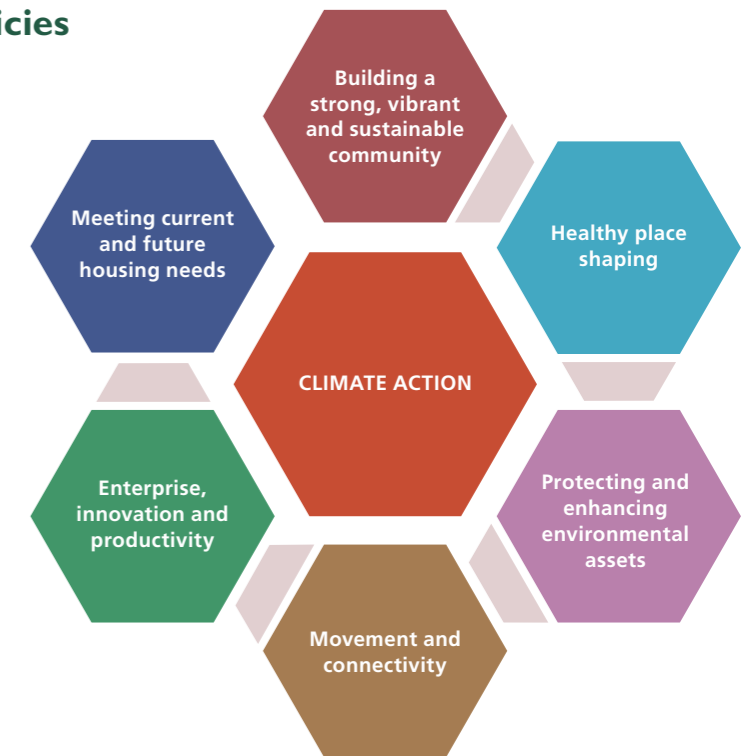 icies
Building a
strong, vibrant
and sustainable
community
Meeting current
and future
housing needs
Healthy place
shaping
CLIMATE ACTION
Enterprise,
innovation and
productivity
Protecting and
enhancing
environmental
assets
Movement and
connectivity